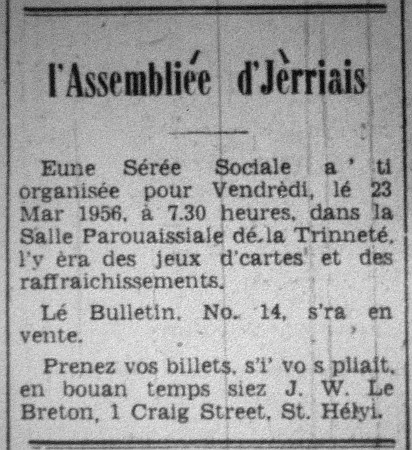 l'Assembliée d'Jèrriais
Eune Sérée Sociale a' ti
organisée pour Vendrèdi, lé 23
Mar 1956, à 7.30 heures, dans la
Salle Parouaissiale dé la Trinneté,
l'y èra des jeux d'cartes et des
raffraichissements.
Lé Bulletin, No. 14, s'ra en
vente.
Prenez vos billets, s'i' vo s pliaît,
en bouan temps siez J. W. Le
Breton, 1 Craig Street, St. Hélyi.